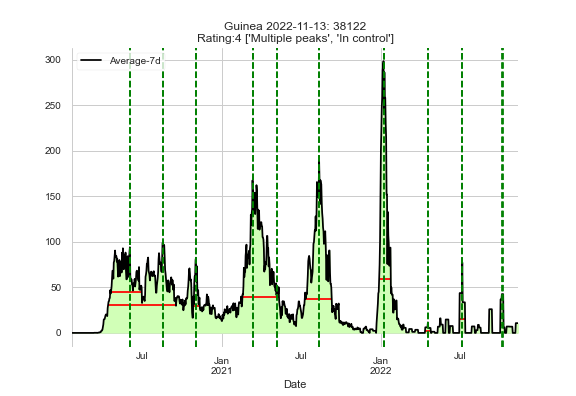 Guinea 2022-11-13: 38122
Rating:4 ['Multiple peaks', 'In control']
Average-7d
300
250
200
150
100
50
0
Jul
Jan
2021
Jul
Jan
2022
Jul
Date